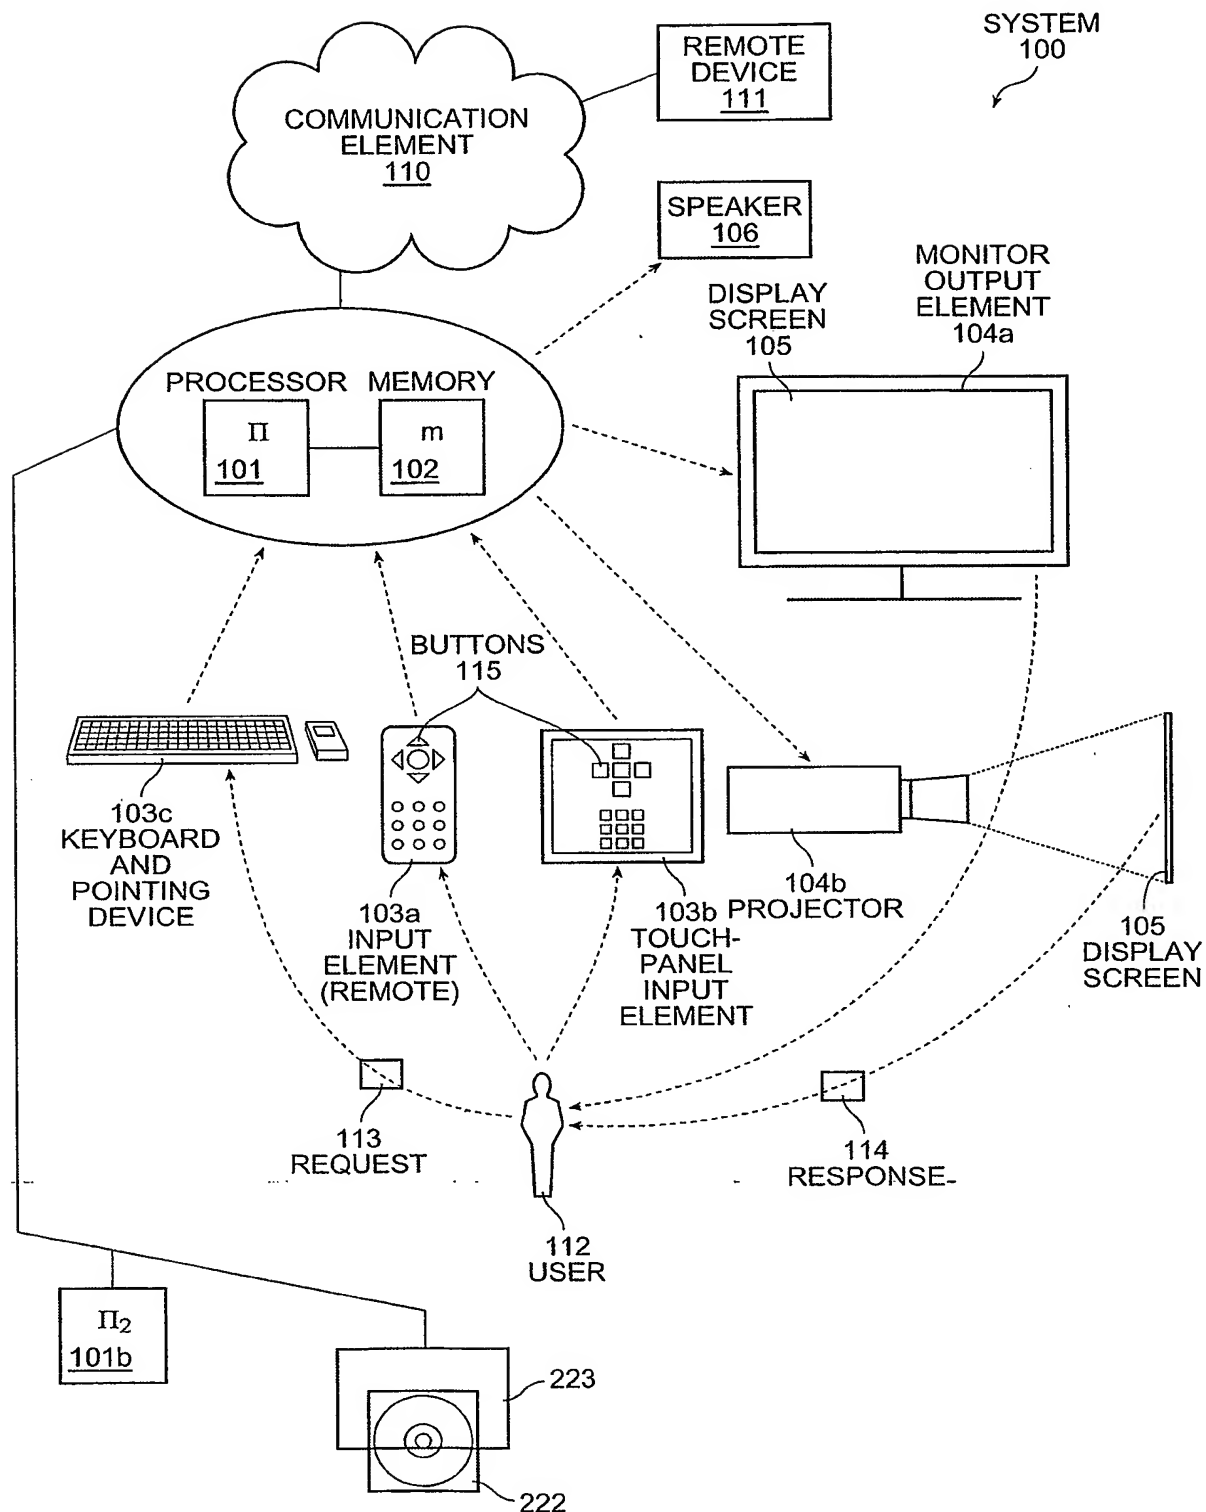 SYSTEM
100
REMOTE
DEVICE
111
COMMUNICATION
ELEMENT
110
SPEAKER
106
MONITOR
OUTPUT
ELEMENT
104a
DISPLAY
SCREEN
105
PROCESSOR
MEMORY
Π
101
m
102
BUTTONS
115
103c
KEYBOARD
AND
POINTING
DEVICE
103a
INPUT
ELEMENT
(REMOTE)
103b
TOUCH-
PANEL
INPUT
ELEMENT
104b
PROJECTOR
105
DISPLAY
SCREEN
113
REQUEST
114
RESPONSE
112
USER
Π2
101b
223
222